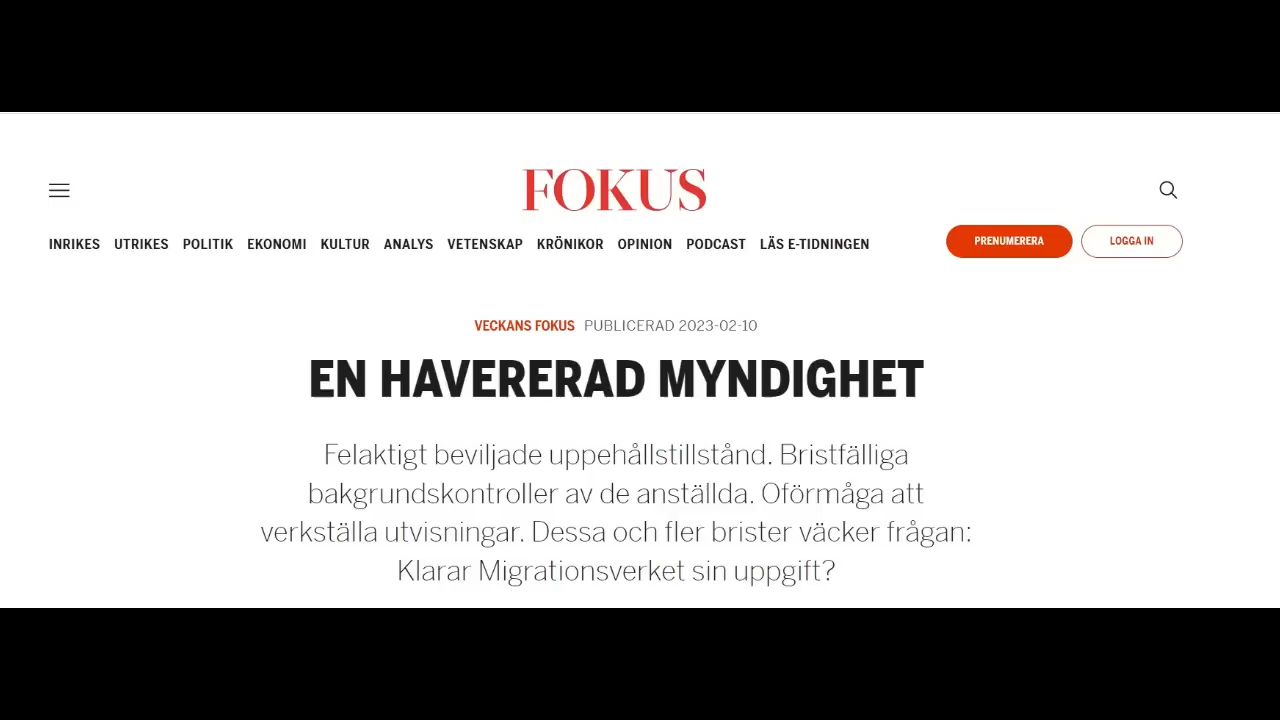 FOKUS
INRIKES UTRIKES POLITIK EKONOMI KULTUR ANALYS VETENSKAP KRÖNIKOR OPINION PODCAST LÄS E-TIDNINGEN PRENUMERERA LOGGA IN
VECKANS FOKUS PUBLICERAD 2023-02-10
EN HAVERERAD MYNDIGHET
Felaktigt beviljade uppehållstillstånd. Bristfälliga
bakgrundskontroller av de anställda. Oförmåga att
verkställa utvisningar. Dessa och fler brister väcker frågan:
Klarar Migrationsverket sin uppgift?